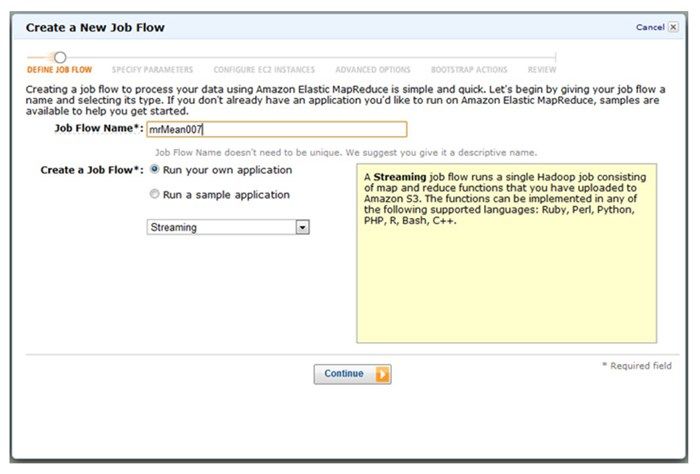 Create a New Job Flow
Cancel
DEFINE JOB FLOW SPECIFY PARAMETERS CONFIGURE EC2 INSTANCES ADVANCED OPTIONS BOOTSTRAP ACTIONS REVIEW
Creating a job flow to process your data using Amazon Elastic MapReduce is simple and quick. Let's begin by giving your job flow a
name and selecting its type. If you don't already have an application you'd like to run on Amazon Elastic MapReduce, samples are
available to help you get started.
Job Flow Name*: mrMean007
Job Flow Name doesn't need to be unique. We suggest you give it a descriptive name.
Create a Job Flow*: Run your own application
Run a sample application
Streaming
A Streaming job flow runs a single Hadoop job consisting
of map and reduce functions that you have uploaded to
Amazon S3. The functions can be implemented in any of
the following supported languages: Ruby, Perl, Python,
PHP, R, Bash, C++.
Continue
* Required field